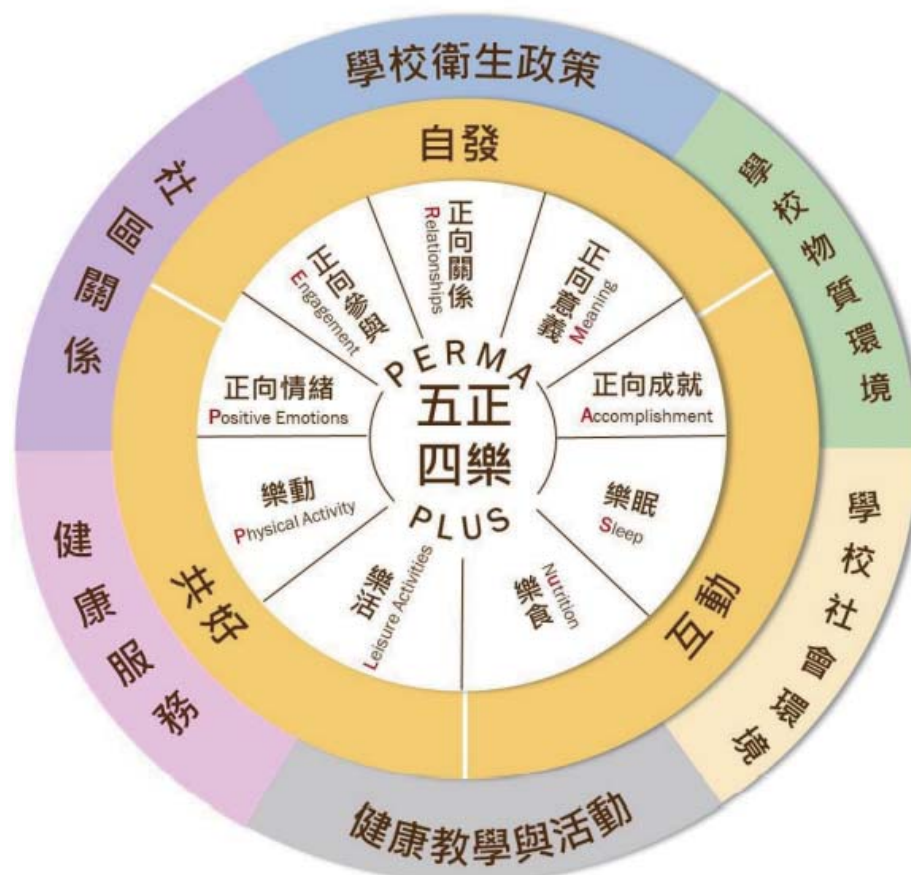 學校衛生政策
學校物質環境
學校社會環境
健康教學與活動
健康服務
社區關係
自發
互動
共好
正向情緒
Positive Emotions
正向參與
Engagement
正向關係
Relationships
正向意義
Meaning
正向成就
Accomplishment
樂眠
Sleep
樂食
Nutrition
樂活
Leisure Activities
樂動
Physical Activity
PERMA
五正
四樂
PLUS